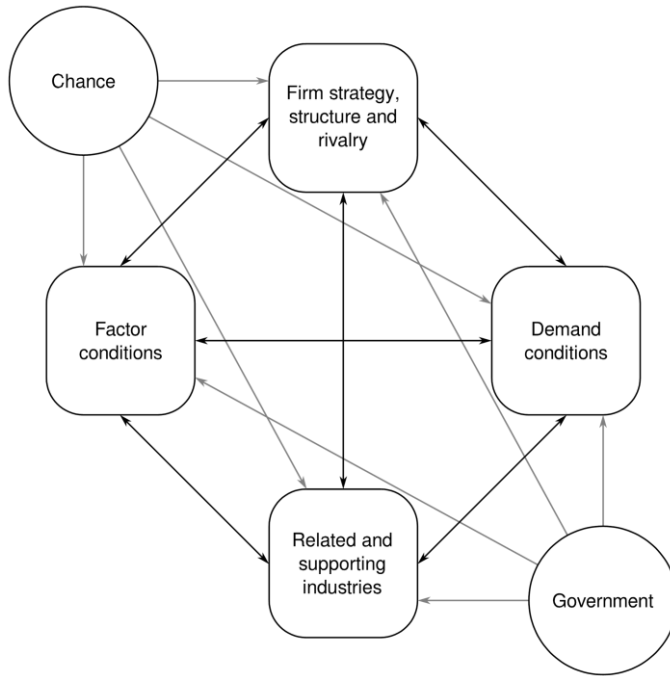 Chance
Firm strategy,
structure and
rivalry
Factor
conditions
Demand
conditions
Related and
supporting
industries
Government